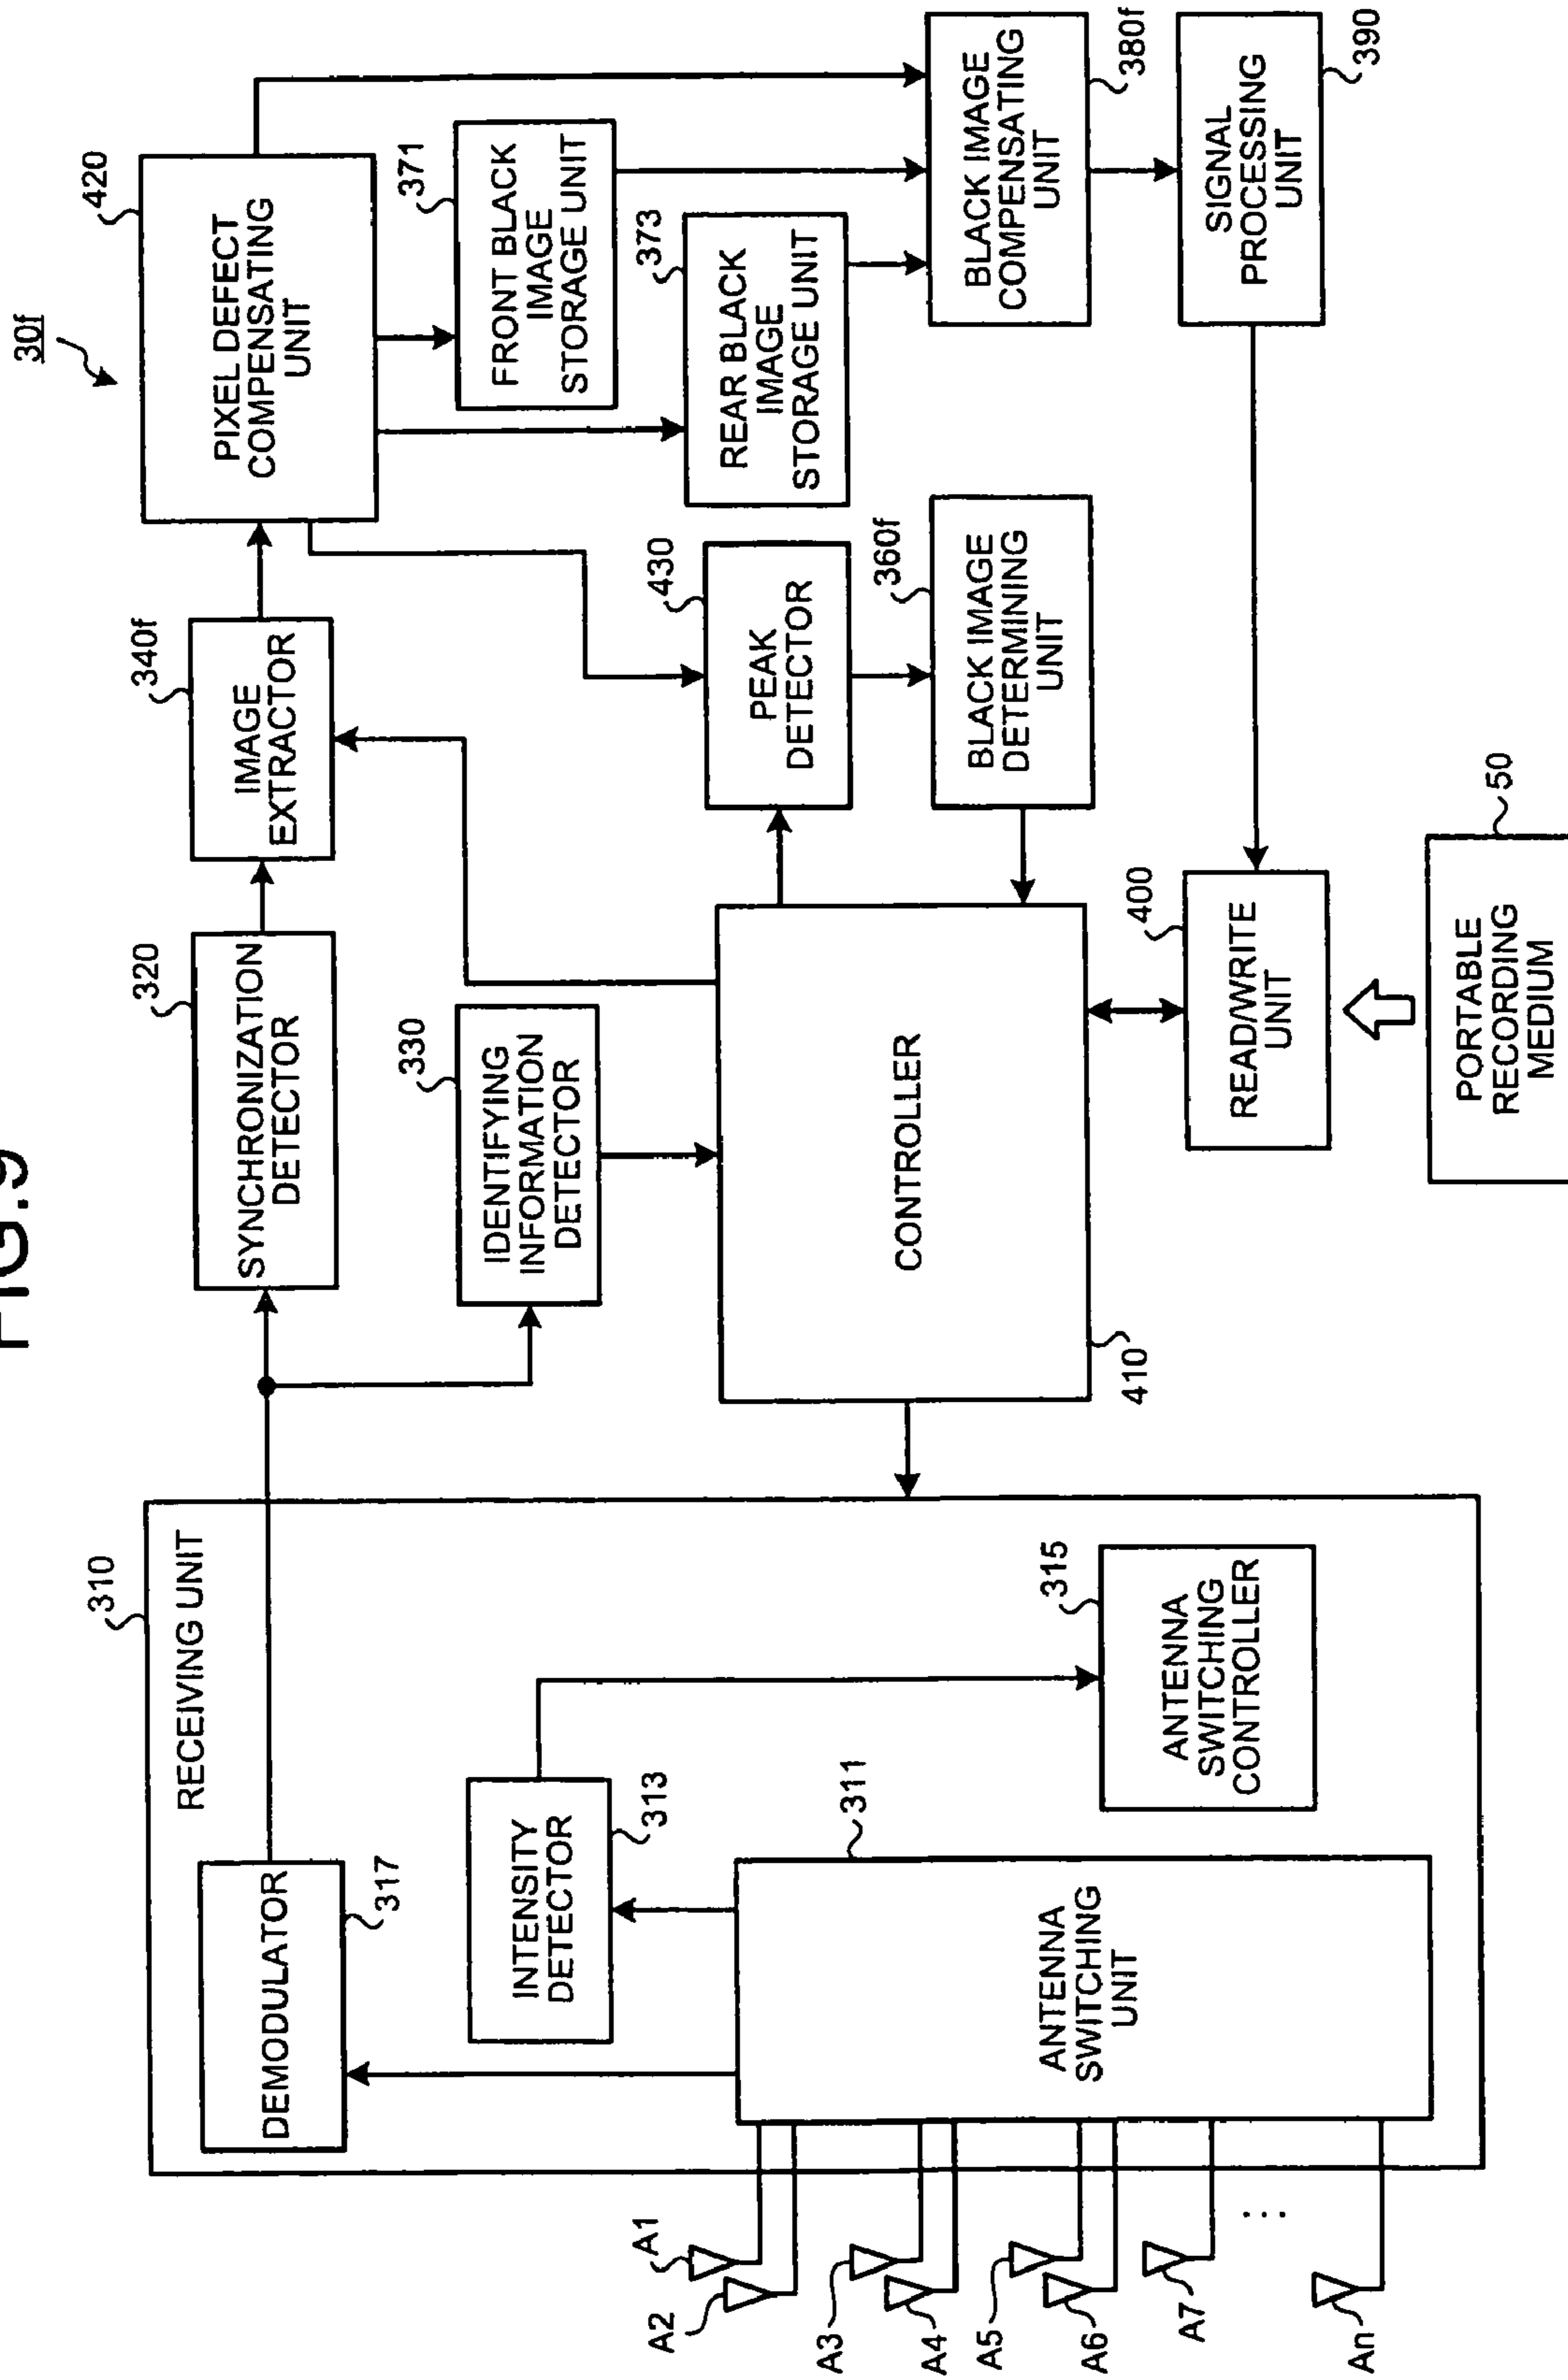 FIG.9
30f
310
RECEIVING UNIT
DEMODULATOR
317
INTENSITY
DETECTOR
313
ANTENNA
SWITCHING
UNIT
311
ANTENNA
SWITCHING
CONTROLLER
315
A1
A2
A3
A4
A5
A6
A7
...
An
SYNCHRONIZATION
DETECTOR
320
IDENTIFYING
INFORMATION
DETECTOR
330
CONTROLLER
410
IMAGE
EXTRACTOR
340f
PIXEL DEFECT
COMPENSATING
UNIT
420
FRONT BLACK
IMAGE
STORAGE UNIT
371
REAR BLACK
IMAGE
STORAGE UNIT
373
PEAK
DETECTOR
430
BLACK IMAGE
DETERMINING
UNIT
360f
BLACK IMAGE
COMPENSATING
UNIT
380f
SIGNAL
PROCESSING
UNIT
390
READ/WRITE
UNIT
400
PORTABLE
RECORDING
MEDIUM
50